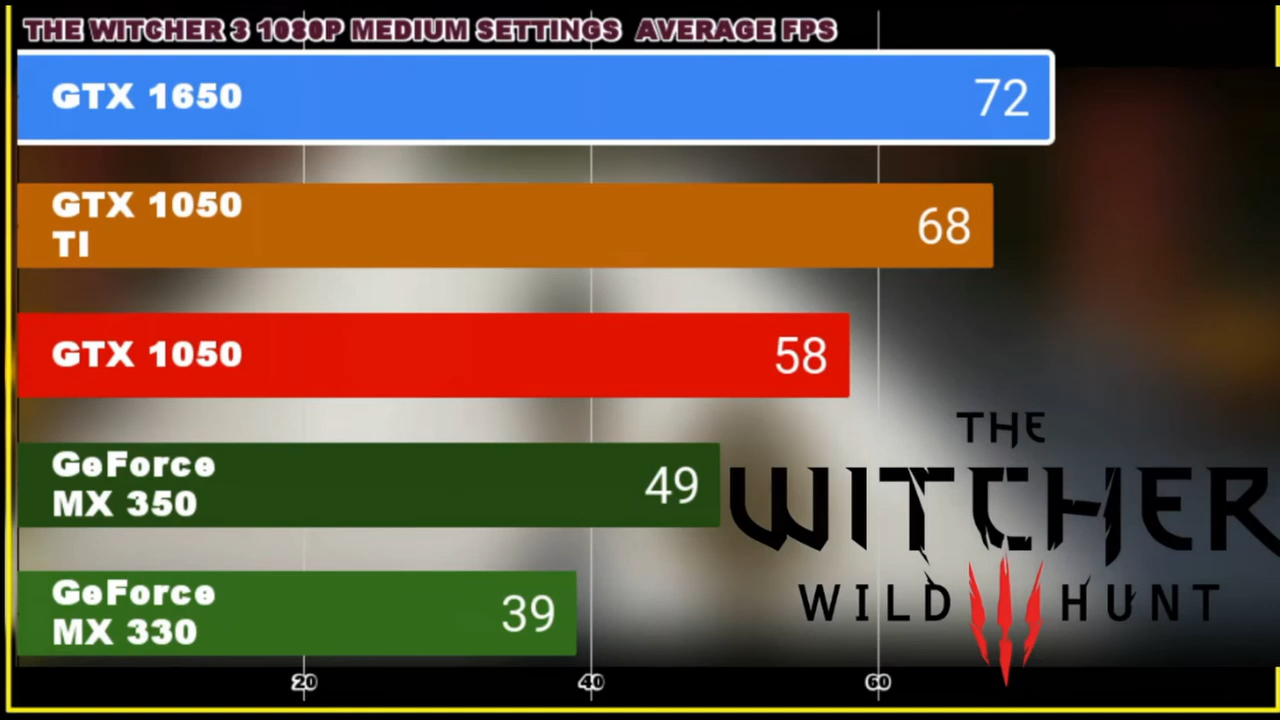 THE WITCHER 3 1080P MEDIUM SETTINGS AVERAGE FPS
GTX 1650
72
GTX 1050
TI
68
GTX 1050
58
GeForce
MX 350
49
GeForce
MX 330
39
THE
WITCHER
WILD HUNT
20
40
60